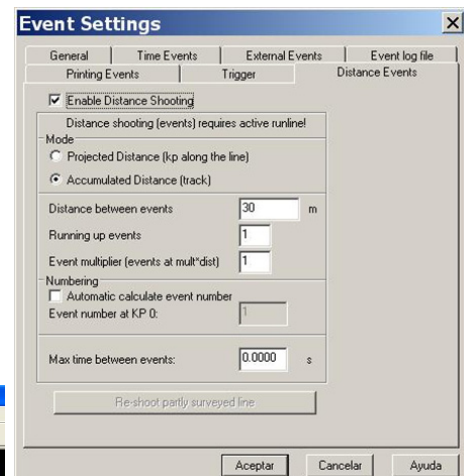 Event Settings
General Time Events External Events Event log file
Printing Events Trigger Distance Events
Enable Distance Shooting
Distance shooting (events) requires active runline!
Mode
Projected Distance (kp along the line)
Accumulated Distance (track)
Distance between events 30 m
Running up events 1
Event multiplier (events at mult*dist) 1
Numbering
Automatic calculate event number
Event number at KP 0: 1
Max time between events: 0.0000 s
Re-shoot partly surveyed line
Aceptar Cancelar Ayuda